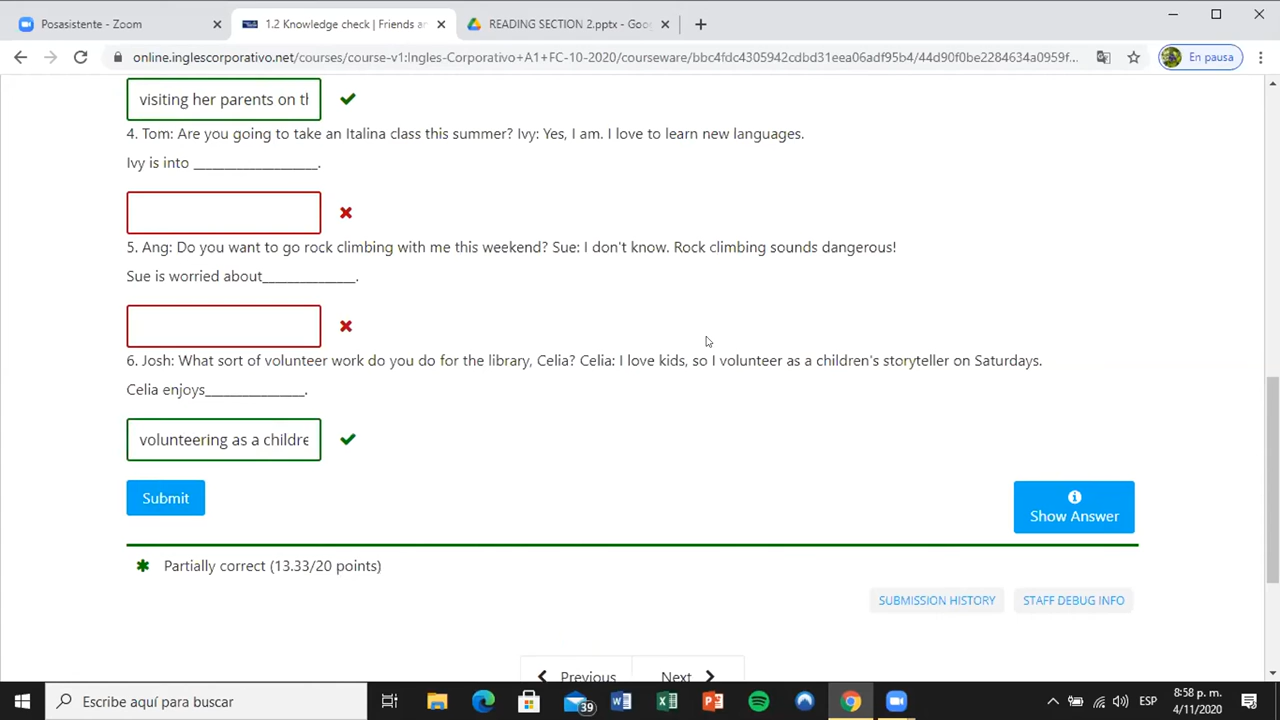 Posasistente - Zoom
1.2 Knowledge check | Friends ar
READING SECTION 2.pptx - Goo
online.inglescorporativo.net/courses/course-v1:Ingles-Corporativo+A1+FC-10-2020/courseware/bbc4fdc4305942cdbd31eea06adf95b4/44d90f0be2284634a0959f...
En pausa
visiting her parents on th
4. Tom: Are you going to take an Italina class this summer? Ivy: Yes, I am. I love to learn new languages.
Ivy is into ___________________.
5. Ang: Do you want to go rock climbing with me this weekend? Sue: I don't know. Rock climbing sounds dangerous!
Sue is worried about______________.
6. Josh: What sort of volunteer work do you do for the library, Celia? Celia: I love kids, so I volunteer as a children's storyteller on Saturdays.
Celia enjoys_______________.
volunteering as a childre
Submit
Show Answer
Partially correct (13.33/20 points)
SUBMISSION HISTORY
STAFF DEBUG INFO
Previous
Next
Escribe aquí para buscar
39
ESP
8:58 p. m.
4/11/2020